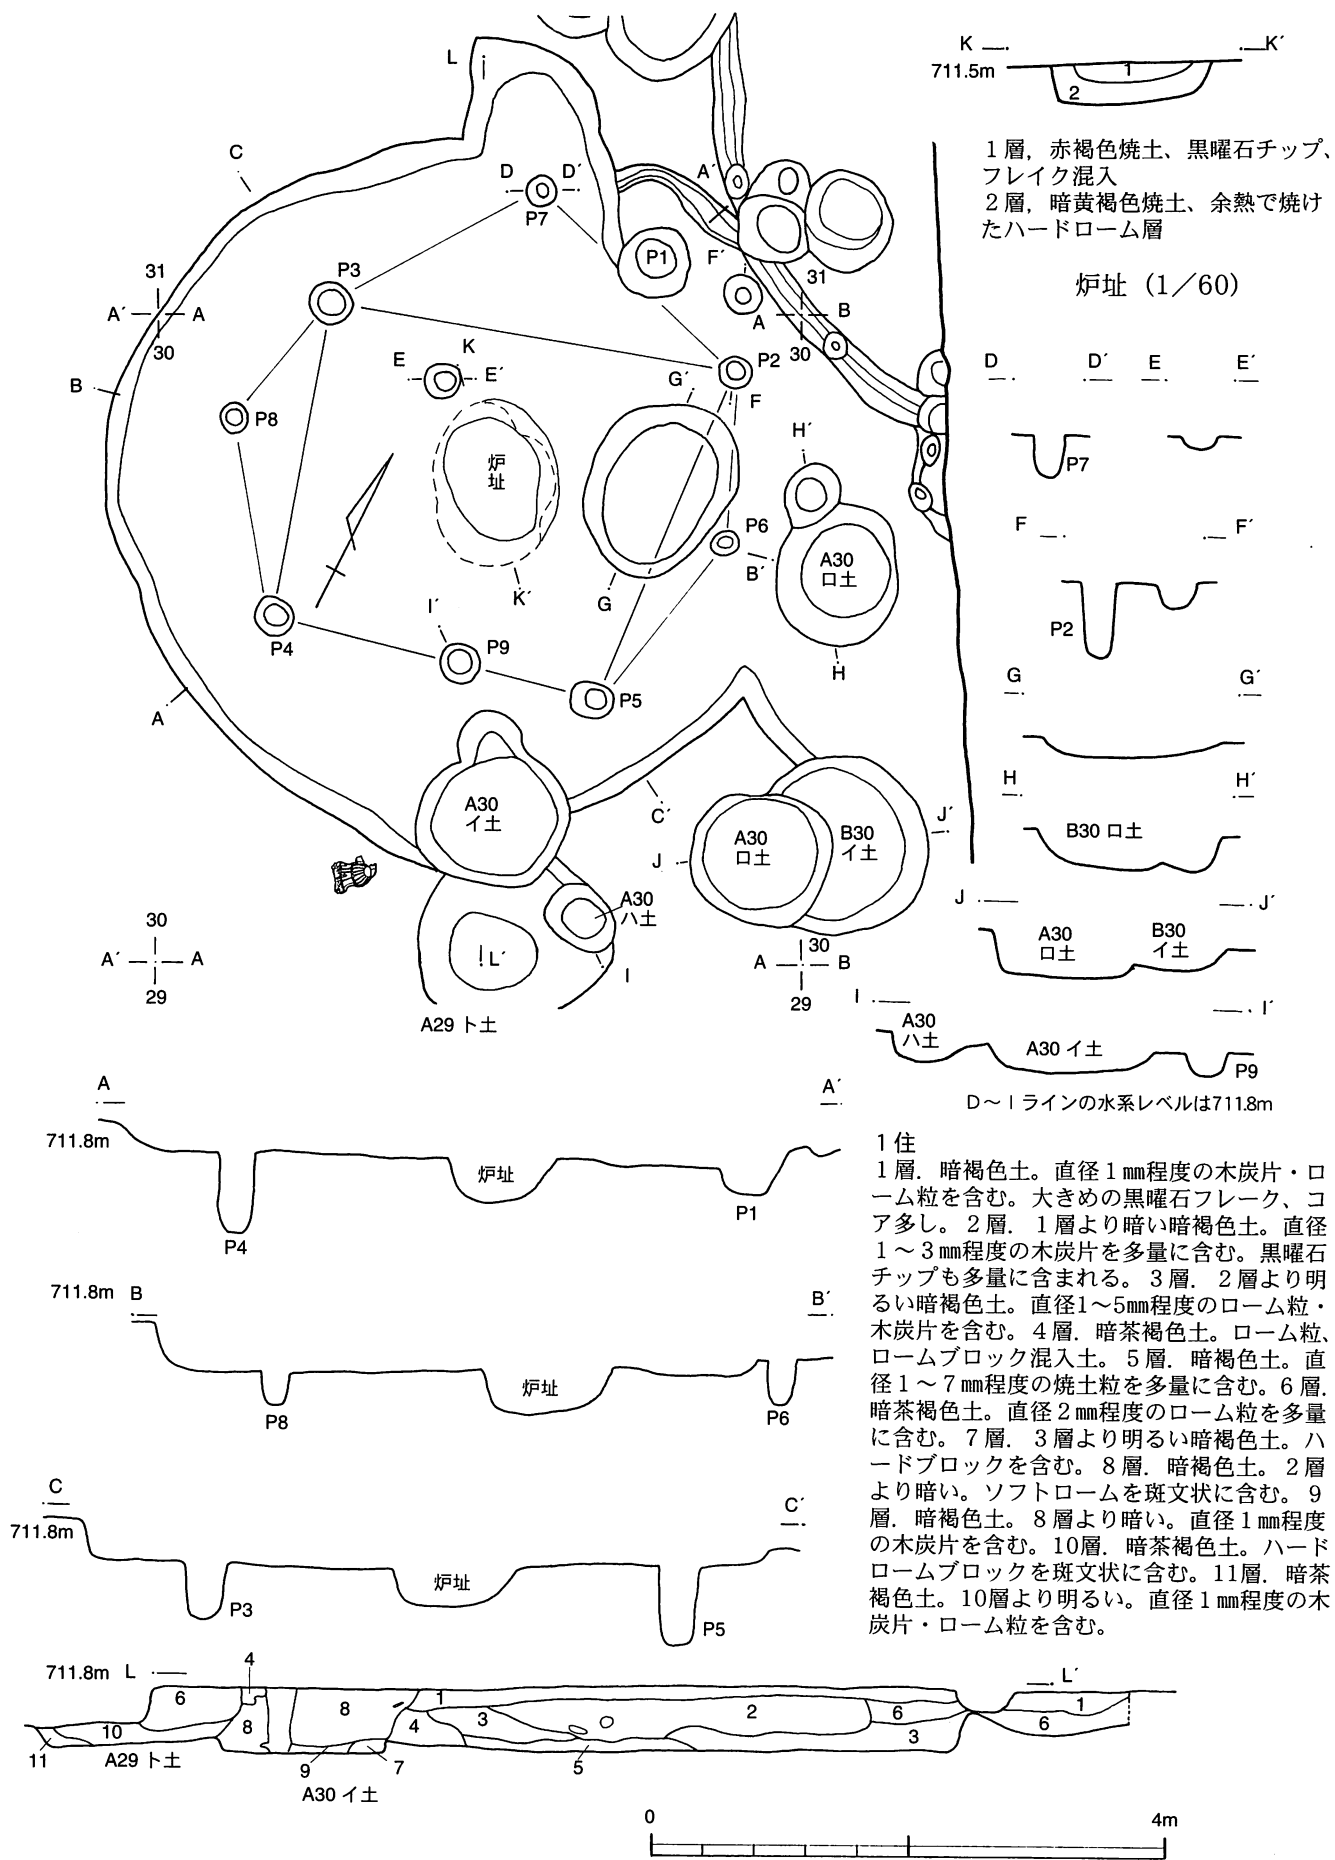 K K´
711.5m
1
2
1層，赤褐色焼土、黒曜石チップ、
フレイク混入
2層，暗黄褐色焼土、余熱で焼け
たハードローム層
炉址（1／60）
L
C
D D´
P7
A´
P1
F´
P3
31
A´ A
30
31
A B
30
B
E K E´
P2
G´
F
P8
炉
址
H´
P6
B´
A30
ロ土
K´
G
I´
P4
P9
H
P5
A
A30
イ土
C´
J´
A30
ロ土
B30
イ土
J
A30
ハ土
30
A´ A
29
L´
I
30
A B
29
A29 ト土
D D´ E E´
P7
F F´
P2
G G´
H H´
B30 ロ土
J J´
A30
ロ土
B30
イ土
I I´
A30
ハ土
A30 イ土
P9
D〜Iラインの水系レベルは711.8m
A A´
711.8m
炉址
P4
P1
711.8m B B´
炉址
P8
P6
C C´
711.8m
炉址
P3
P5
1住
1層．暗褐色土。直径1㎜程度の木炭片・ロ
ーム粒を含む。大きめの黒曜石フレーク、コ
ア多し。2層．1層より暗い暗褐色土。直径
1〜3㎜程度の木炭片を多量に含む。黒曜石
チップも多量に含まれる。3層．2層より明
るい暗褐色土。直径1〜5㎜程度のローム粒・
木炭片を含む。4層．暗茶褐色土。ローム粒、
ロームブロック混入土。5層．暗褐色土。直
径1〜7㎜程度の焼土粒を多量に含む。6層．
暗茶褐色土。直径2㎜程度のローム粒を多量
に含む。7層．3層より明るい暗褐色土。ハ
ードブロックを含む。8層．暗褐色土。2層
より暗い。ソフトロームを斑文状に含む。9
層．暗褐色土。8層より暗い。直径1㎜程度
の木炭片を含む。10層．暗茶褐色土。ハード
ロームブロックを斑文状に含む。11層．暗茶
褐色土。10層より明るい。直径1㎜程度の木
炭片・ローム粒を含む。
711.8m L 4 L´
6 8 1 1
10 8 4 3 2 6 6
3
11 A29 ト土 9 7 5
A30 イ土
0 4m